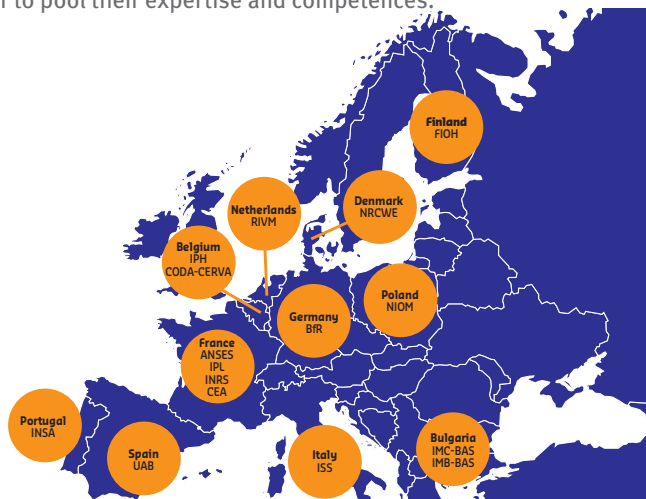 to pool their expertise and competences.
Finland
FIOH
Denmark
NRCWE
Netherlands
RIVM
Belgium
IPH
CODA-CERVA
Poland
NIOM
Germany
BfR
France
ANSES
IPL
INRS
CEA
Portugal
INSA
Spain
UAB
Italy
ISS
Bulgaria
IMC-BAS
IMB-BAS